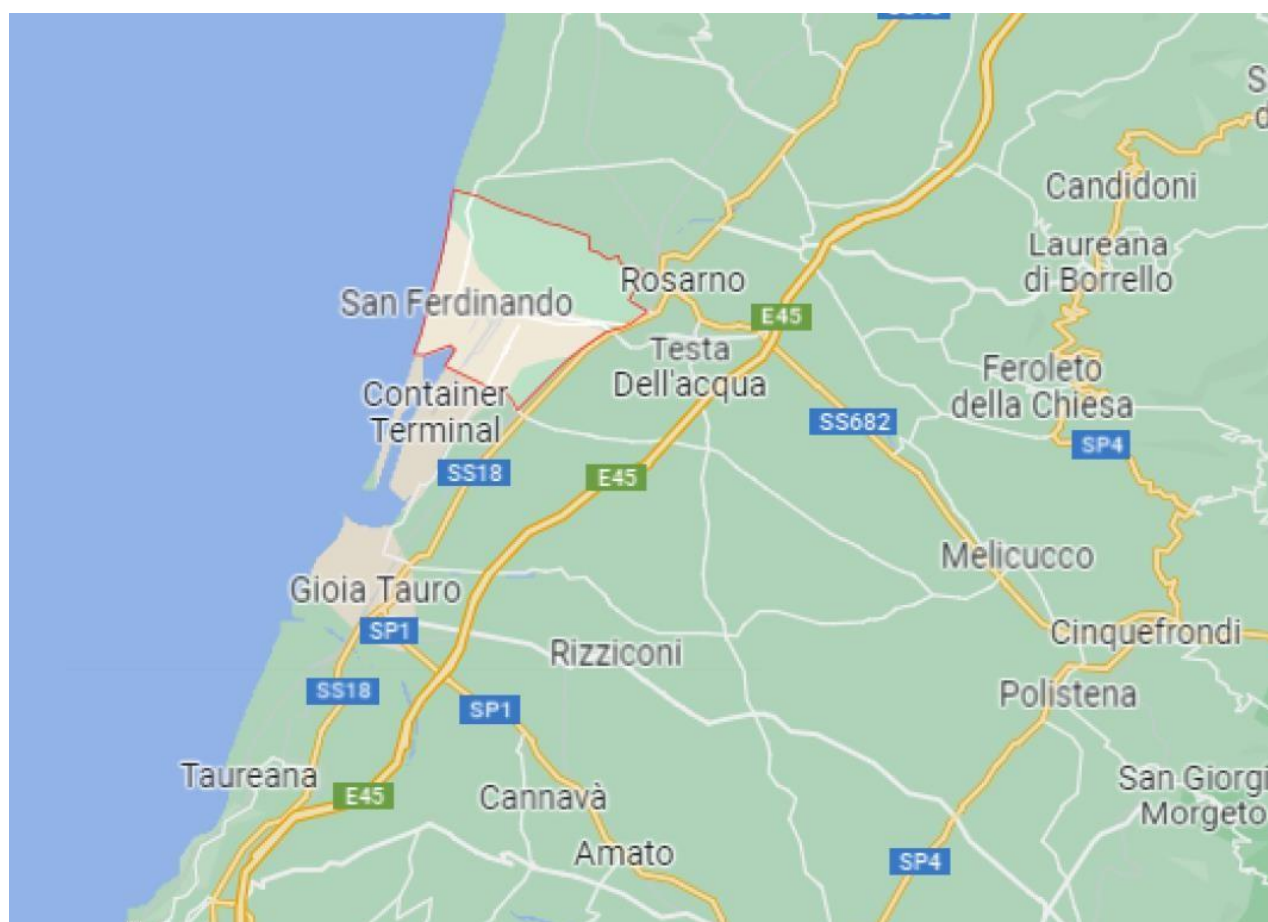 Candidoni
Laureana
di Borrello
Rosarno
San Ferdinando
E45
Testa
Dell'acqua
Feroleto
della Chiesa
Container
Terminal
SS682
SP4
SS18
E45
Melicucco
Gioia Tauro
SP1
Cinquefrondi
Rizziconi
SS18
SP1
Polistena
Taureana
E45
Cannavà
San Giorgi
Morgeto
Amato
SP4